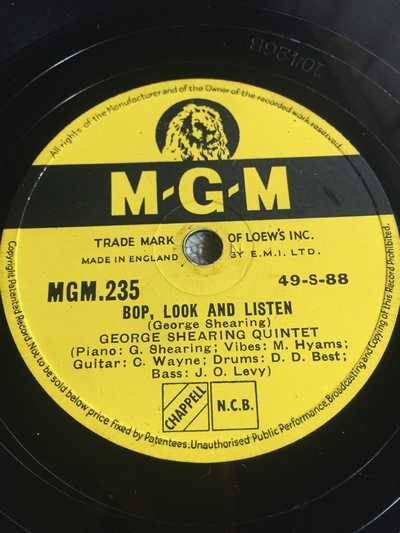 All rights of the Manufacturer and of the Owner of the recorded work reserved.
M-G-M
TRADE MARK OF LOEW'S INC.
MADE IN ENGLAND BY E.M.I. LTD.
MGM.235 49-S-88
BOP, LOOK AND LISTEN
(George Shearing)
GEORGE SHEARING QUINTET
(Piano: G. Shearing; Vibes: M. Hyams;
Guitar: C. Wayne; Drums: D. D. Best;
Bass: J. O. Levy)
CHAPPELL
N.C.B.
Copyright Patented Record. Not to be sold below price fixed by Patentees. Unauthorised Public Performance, Broadcasting and Copying of this Record Prohibited.